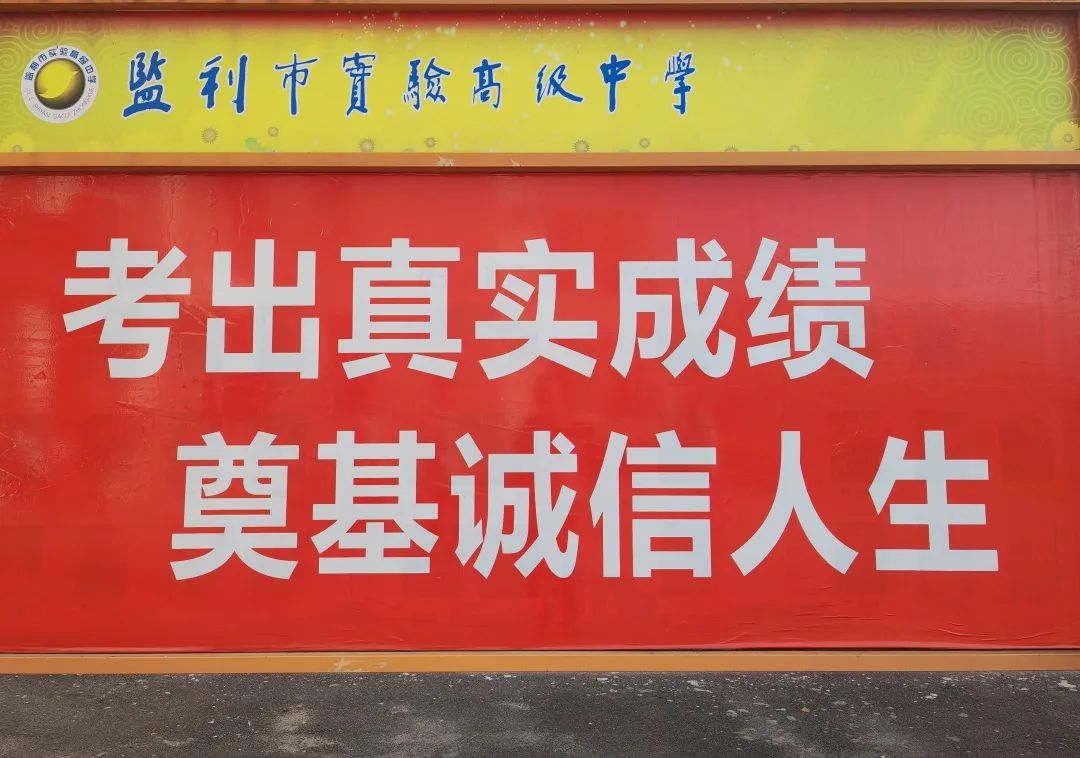 監利市實驗高级中學
考出真实成绩
奠基诚信人生